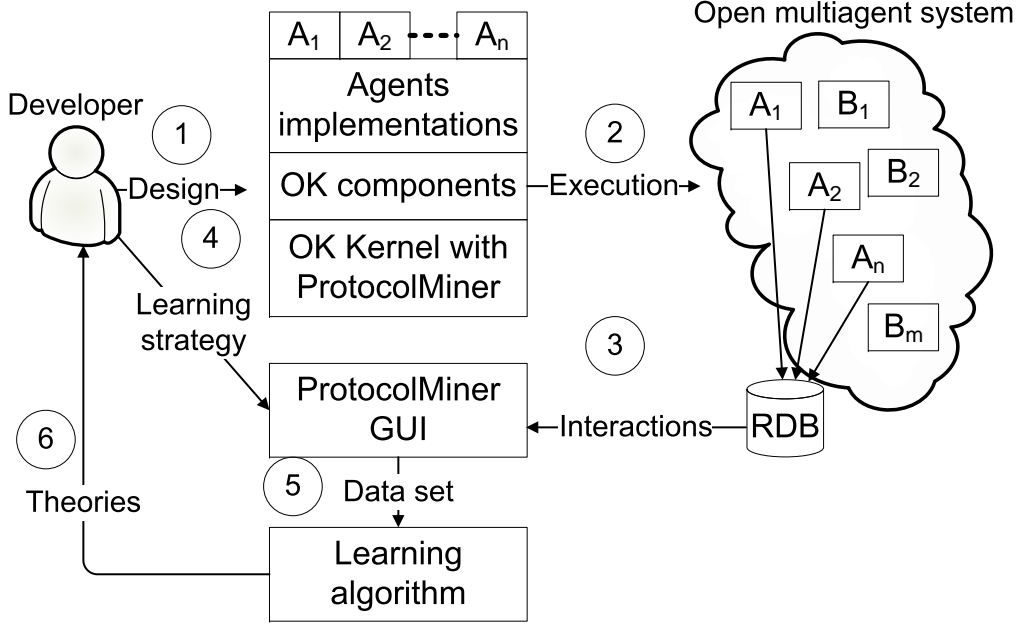 Open multiagent system
A1 A2 An
Agents
implementations
OK components
OK Kernel with
ProtocolMiner
Developer
1
Design
4
Learning
strategy
2
Execution
A1
B1
A2
B2
An
Bm
3
RDB
Interactions
ProtocolMiner
GUI
5
Data set
Learning
algorithm
6
Theories